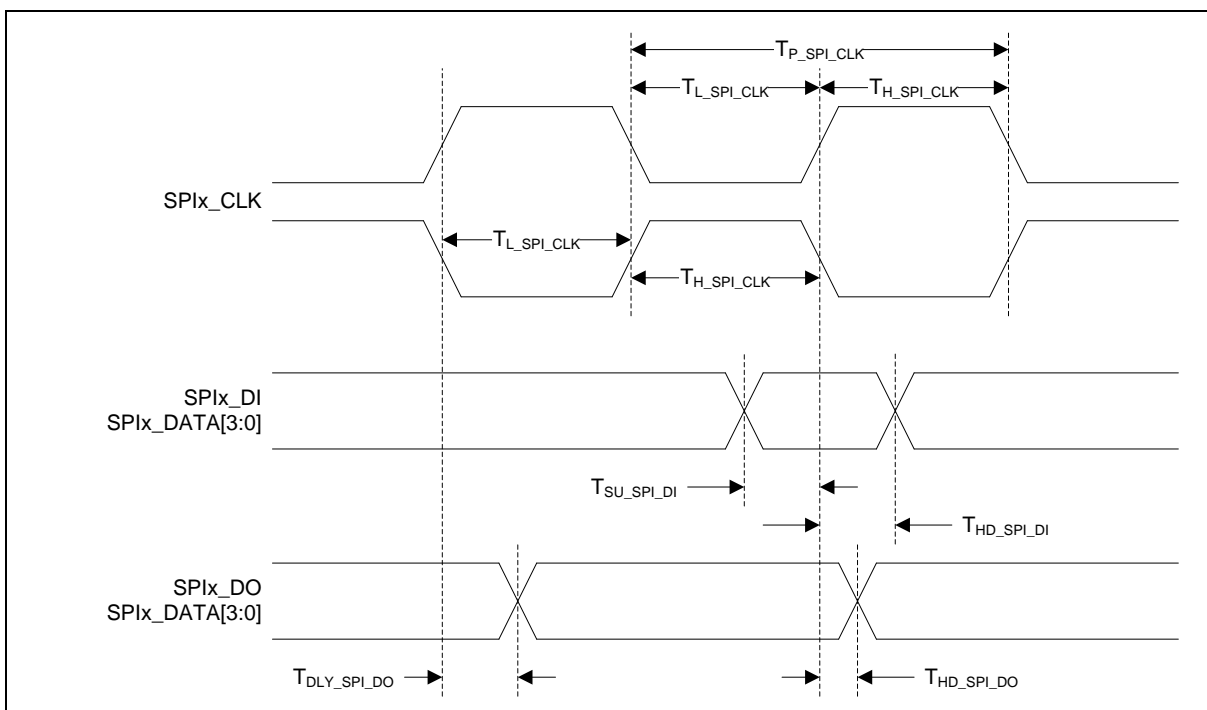 T_P_SPI_CLK
T_L_SPI_CLK
T_H_SPI_CLK
SPIx_CLK
T_L_SPI_CLK
T_H_SPI_CLK
SPIx_DI
SPIx_DATA[3:0]
T_SU_SPI_DI
T_HD_SPI_DI
SPIx_DO
SPIx_DATA[3:0]
T_DLY_SPI_DO
T_HD_SPI_DO